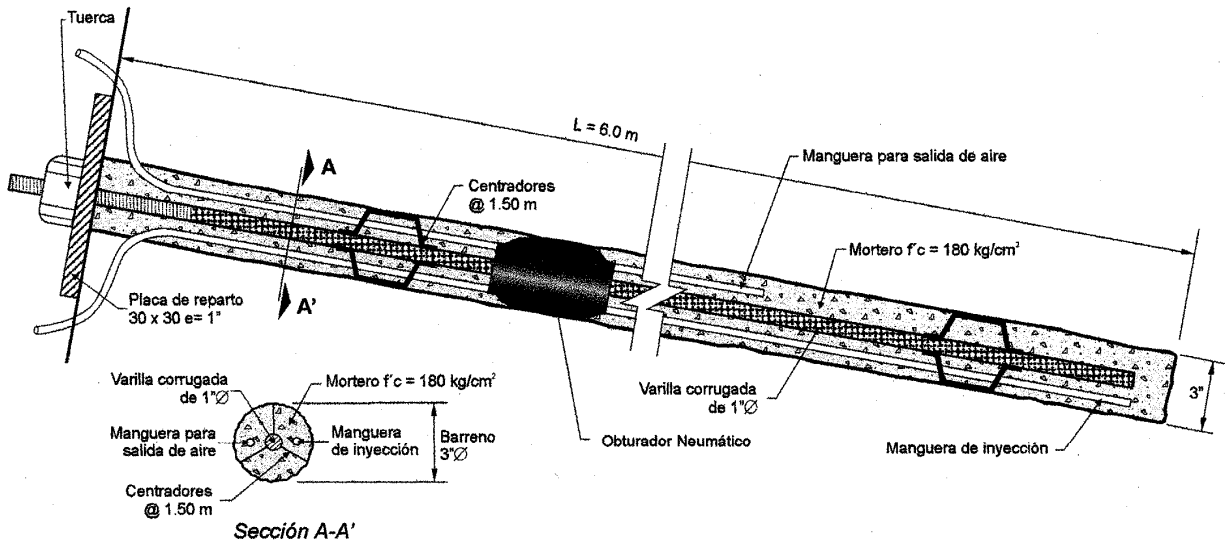 Tuerca
L = 6.0 m
A
Manguera para salida de aire
Centradores
@ 1.50 m
Mortero f´c = 180 kg/cm²
Placa de reparto
30 x 30 e= 1"
A'
Varilla corrugada
de 1"Ø
Mortero f´c = 180 kg/cm²
Varilla corrugada
de 1"Ø
3"
Manguera para
salida de aire
Manguera
de inyección
Barreno
3"Ø
Obturador Neumático
Manguera de inyección
Centradores
@ 1.50 m
Sección A-A'